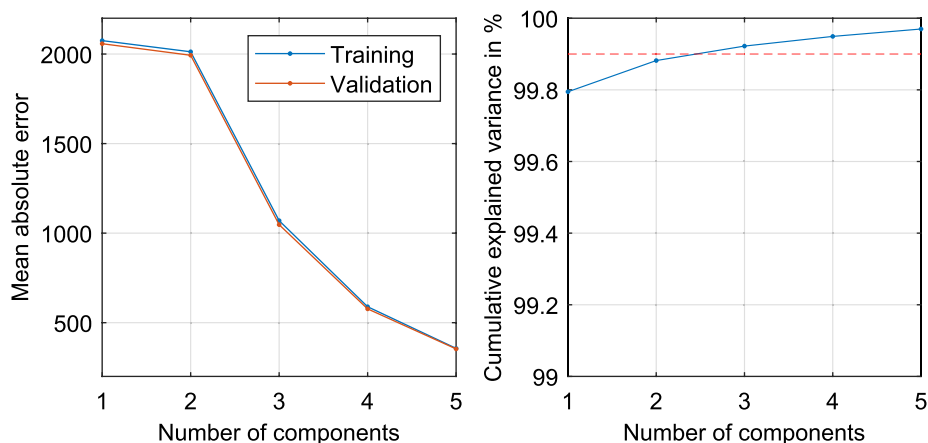 2000
1500
1000
500
Mean absolute error
Training
Validation
1 2 3 4 5
Number of components
100
99.8
99.6
99.4
99.2
99
Cumulative explained variance in %
1 2 3 4 5
Number of components